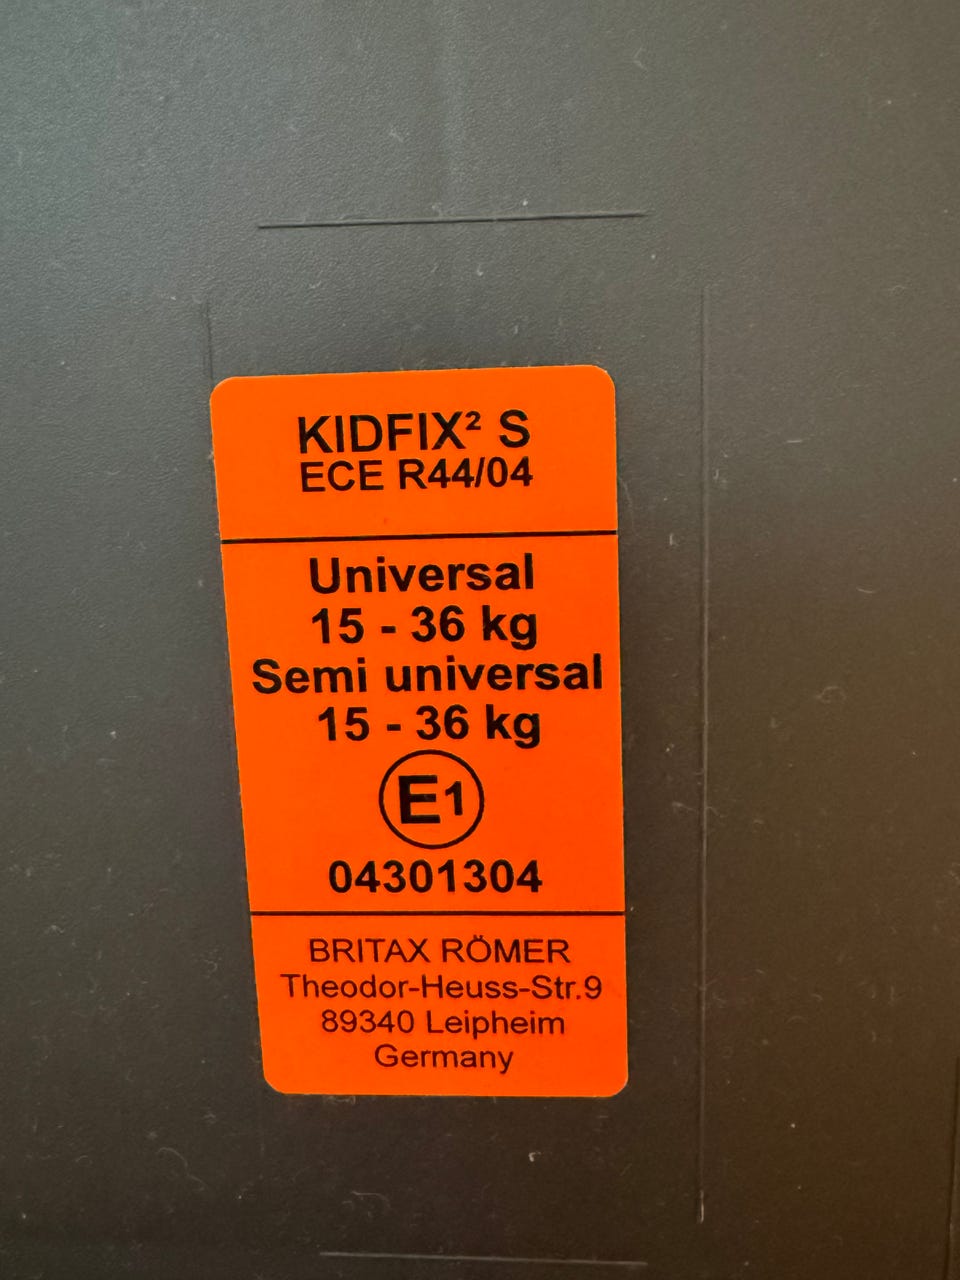 KIDFIX² S
ECE R44/04
Universal
15 - 36 kg
Semi universal
15 - 36 kg
E1
04301304
BRITAX RÖMER
Theodor-Heuss-Str.9
89340 Leipheim
Germany